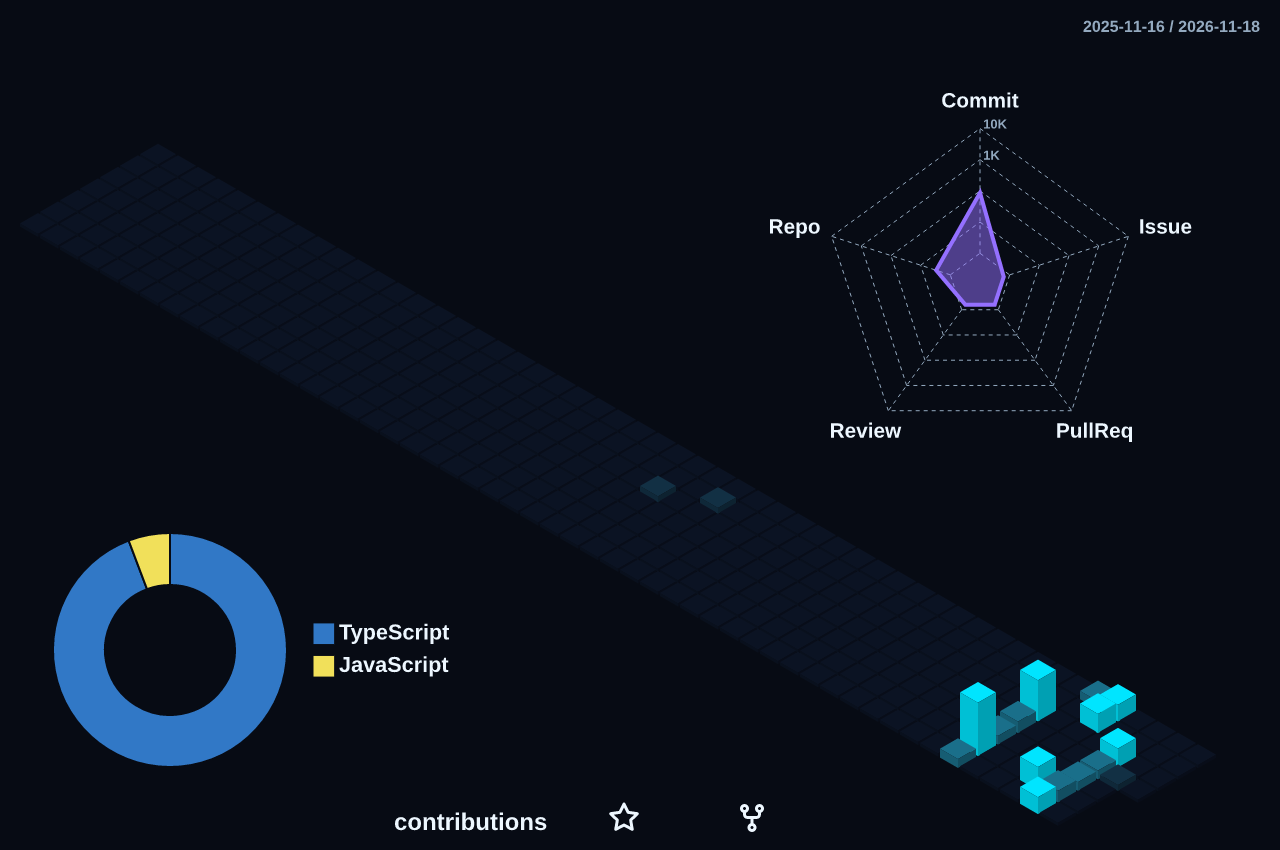 2025-11-16 / 2026-11-18
Commit
10K
1K
Repo
Issue
Review
PullReq
TypeScript
JavaScript
contributions